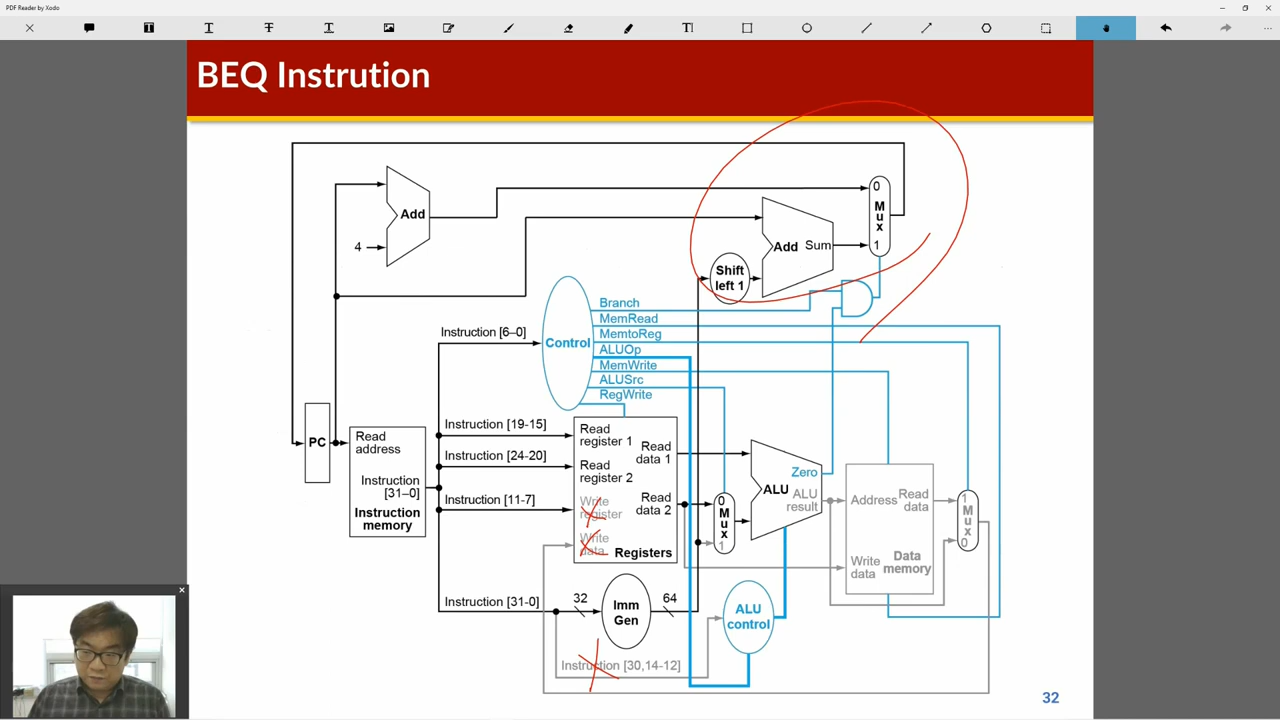 PDF Reader by Xodo
BEQ Instrution
Add
4
0
Mux
1
Add Sum
Shift
left 1
Branch
MemRead
MemtoReg
ALUOp
MemWrite
ALUSrc
RegWrite
Control
Instruction [6–0]
Instruction [19-15]
Instruction [24-20]
Instruction [11-7]
Instruction [31-0]
PC
Read
address
Instruction
[31–0]
Instruction
memory
Read
register 1
Read
register 2
Write
register
Write
data
Read
data 1
Read
data 2
Registers
0
Mux
1
Zero
ALU
ALU
result
Address
Read
data
Write
data
Data
memory
1
Mux
0
32
Imm
Gen
64
ALU
control
Instruction [30,14-12]
32